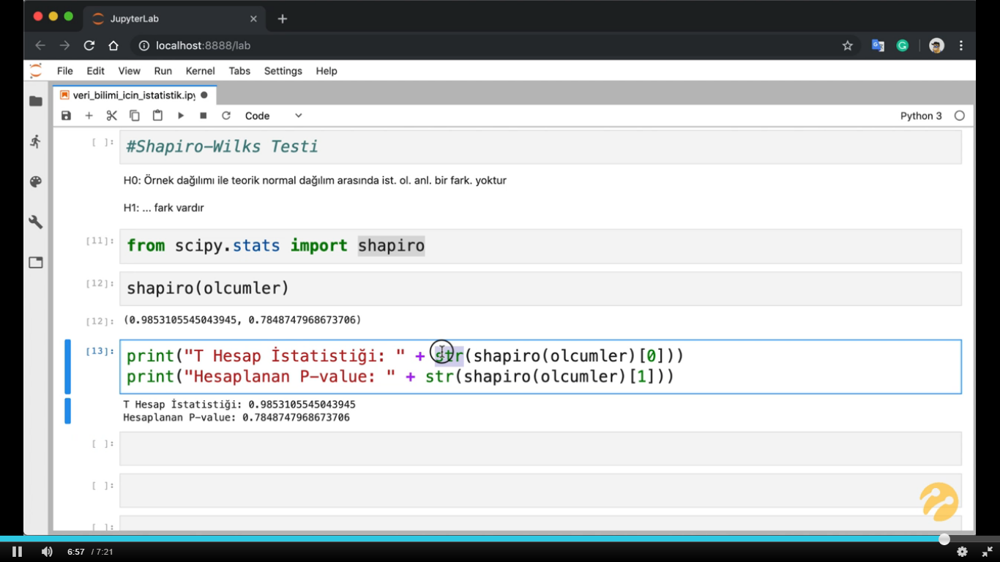 JupyterLab
localhost:8888/lab
File Edit View Run Kernel Tabs Settings Help
veri_bilimi_icin_istatistik.ipy
Code Python 3
[ ]: #Shapiro-Wilks Testi
H0: Örnek dağılımı ile teorik normal dağılım arasında ist. ol. anl. bir fark. yoktur
H1: ... fark vardır
[11]: from scipy.stats import shapiro
[12]: shapiro(olcumler)
[12]: (0.9853105545043945, 0.7848747968673706)
[13]: print("T Hesap İstatistiği: " + str(shapiro(olcumler)[0]))
print("Hesaplanan P-value: " + str(shapiro(olcumler)[1]))
T Hesap İstatistiği: 0.9853105545043945
Hesaplanan P-value: 0.7848747968673706
[ ]:
[ ]:
[ ]:
6:57 / 7:21